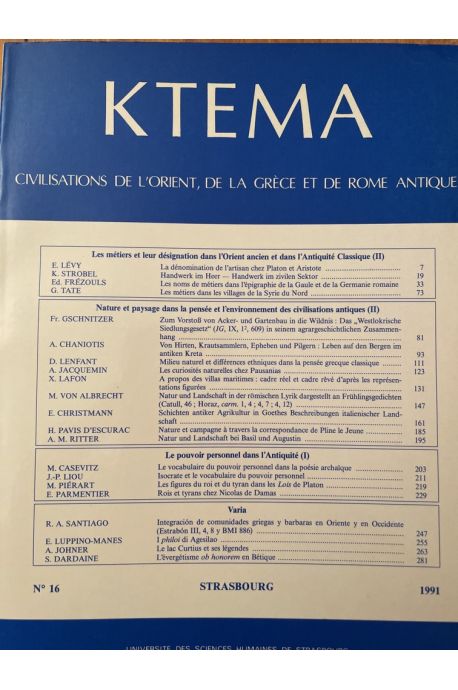 KTEMA
CIVILISATIONS DE L'ORIENT, DE LA GRÈCE ET DE ROME ANTIQUE
Les métiers et leur désignation dans l'Orient ancien et dans l'Antiquité Classique (II)
E. LÉVY La dénomination de l'artisan chez Platon et Aristote 7
K. STROBEL Handwerk im Heer — Handwerk im zivilen Sektor 19
Ed. FRÉZOULS Les noms de métiers dans l'épigraphie de la Gaule et de la Germanie romaine 33
G. TATE Les métiers dans les villages de la Syrie du Nord 73
Nature et paysage dans la pensée et l'environnement des civilisations antiques (II)
Fr. GSCHNITZER Zum Vorstoß von Acker- und Gartenbau in die Wildnis : Das „Westlokrische
Siedlungsgesetz“ (IG, IX, 1², 609) in seinem agrargeschichtlichen Zusammen-
hang 81
A. CHANIOTIS Von Hirten, Krautsammlern, Epheben und Pilgern : Leben auf den Bergen im
antiken Kreta 93
D. LENFANT Milieu naturel et différences ethniques dans la pensée grecque classique 111
A. JACQUEMIN Les curiosités naturelles chez Pausanias 123
X. LAFON A propos des villas maritimes : cadre réel et cadre rêvé d'après les représen-
tations figurées 131
M. VON ALBRECHT Natur und Landschaft in der römischen Lyrik dargestellt an Frühlingsgedichten
(Catull, 46 ; Horaz, carm. 1, 4 ; 4, 7 ; 4, 12) 147
E. CHRISTMANN Schichten antiker Agrikultur in Goethes Beschreibungen italienischer Land-
schaft 161
H. PAVIS D'ESCURAC Nature et campagne à travers la correspondance de Pline le Jeune 185
A. M. RITTER Natur und Landschaft bei Basil und Augustin 195
Le pouvoir personnel dans l'Antiquité (I)
M. CASEVITZ Le vocabulaire du pouvoir personnel dans la poésie archaïque 203
J.-P. LIOU Isocrate et le vocabulaire du pouvoir personnel 211
M. PIÉRART Les figures du roi et du tyran dans les Lois de Platon 219
E. PARMENTIER Rois et tyrans chez Nicolas de Damas 229
Varia
R. A. SANTIAGO Integración de comunidades griegas y barbaras en Oriente y en Occidente
(Estrabón III, 4, 8 y BMI 886) 247
E. LUPPINO-MANES I philoi di Agesilao 255
A. JOHNER Le lac Curtius et ses légendes 263
S. DARDAINE L'évergétisme ob honorem en Bétique 281
N° 16 STRASBOURG 1991
UNIVERSITE DES SCIENCES HUMAINES DE STRASBOURG